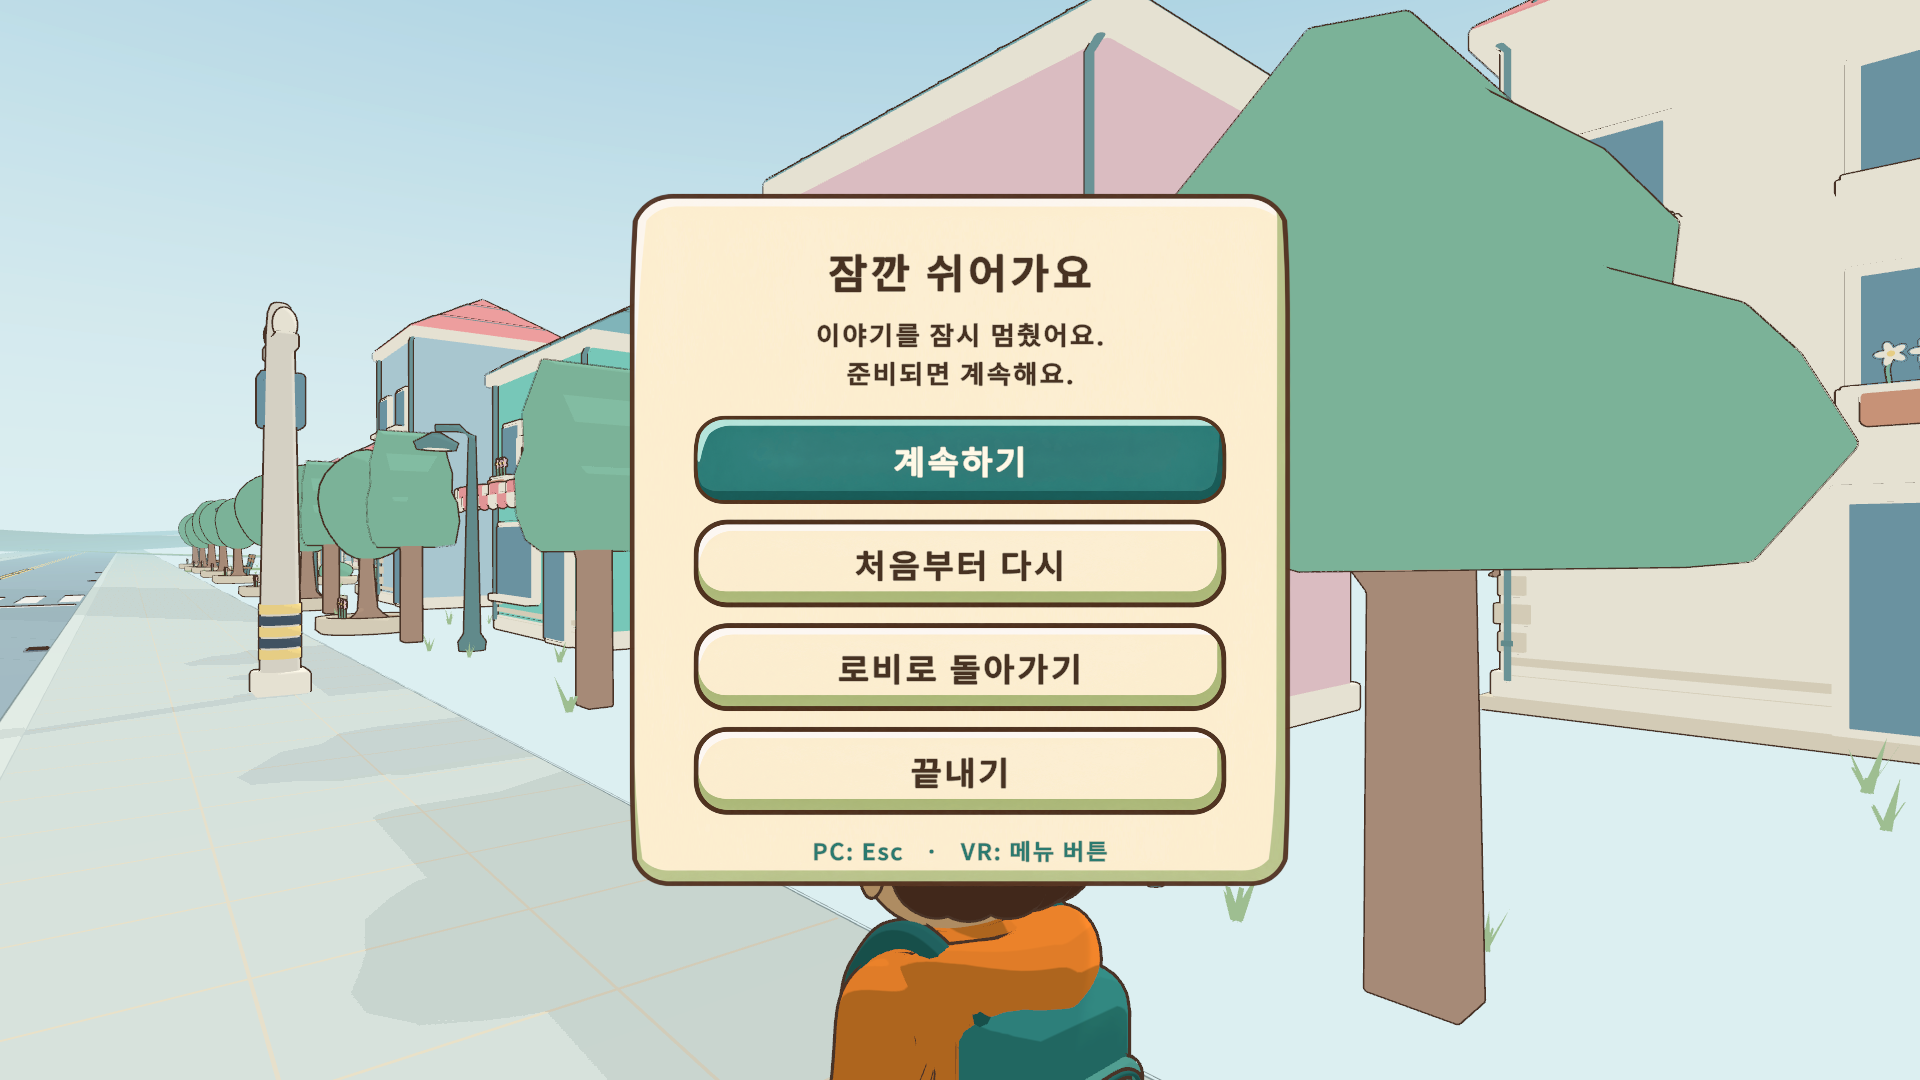 잠깐 쉬어가요
이야기를 잠시 멈췄어요.
준비되면 계속해요.
계속하기
처음부터 다시
로비로 돌아가기
끝내기
PC: Esc · VR: 메뉴 버튼